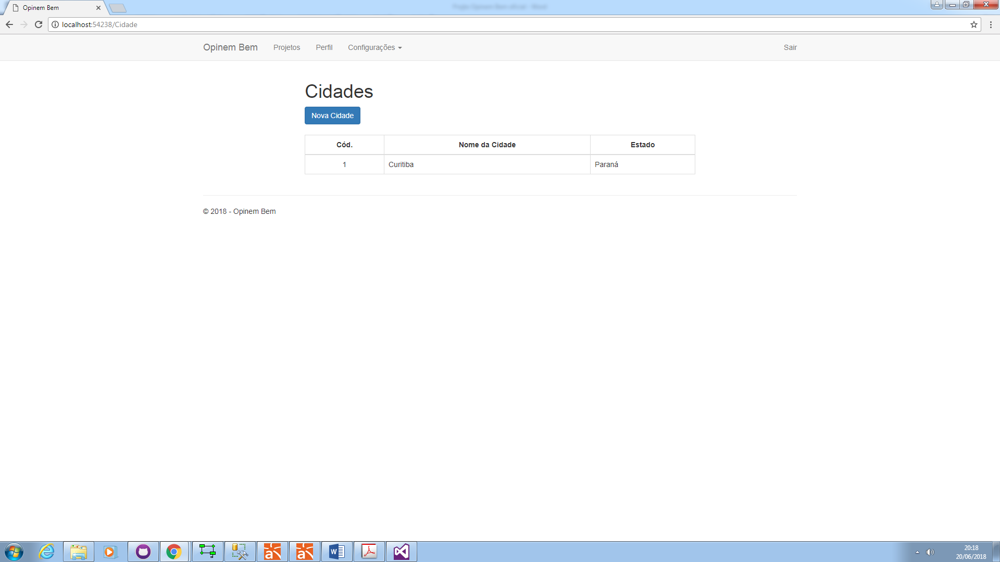 Opinem Bem
localhost:54238/Cidade
Opinem Bem Projetos Perfil Configurações Sair
Cidades
Nova Cidade
Cód. Nome da Cidade Estado
1 Curitiba Paraná
© 2018 - Opinem Bem
20:18
20/06/2018